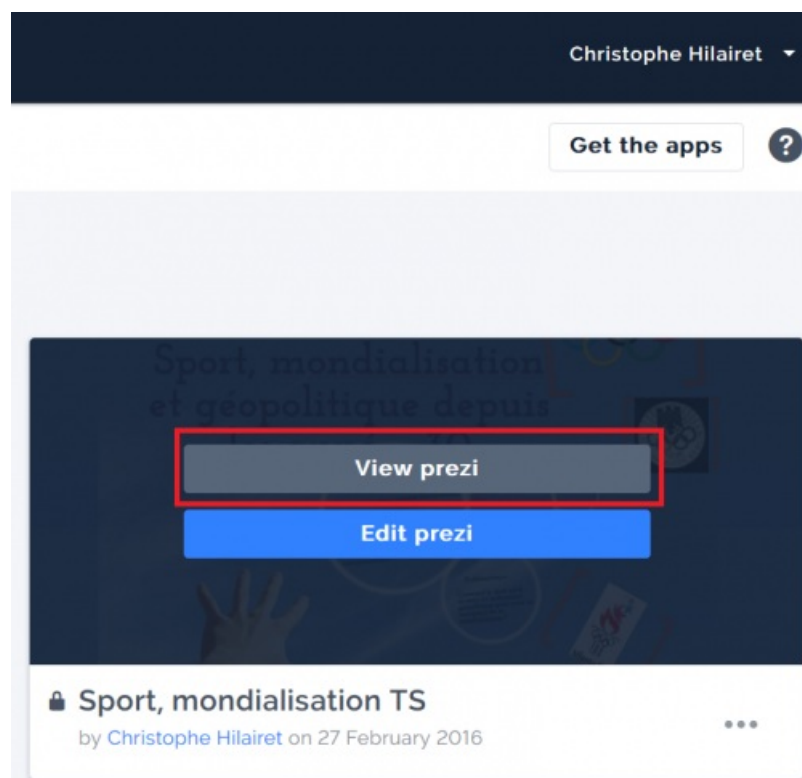 Christophe Hilairet
Get the apps
?
Sport, mondialisation
et géopolitique depuis
View prezi
Edit prezi
Sport, mondialisation TS
by Christophe Hilairet on 27 February 2016